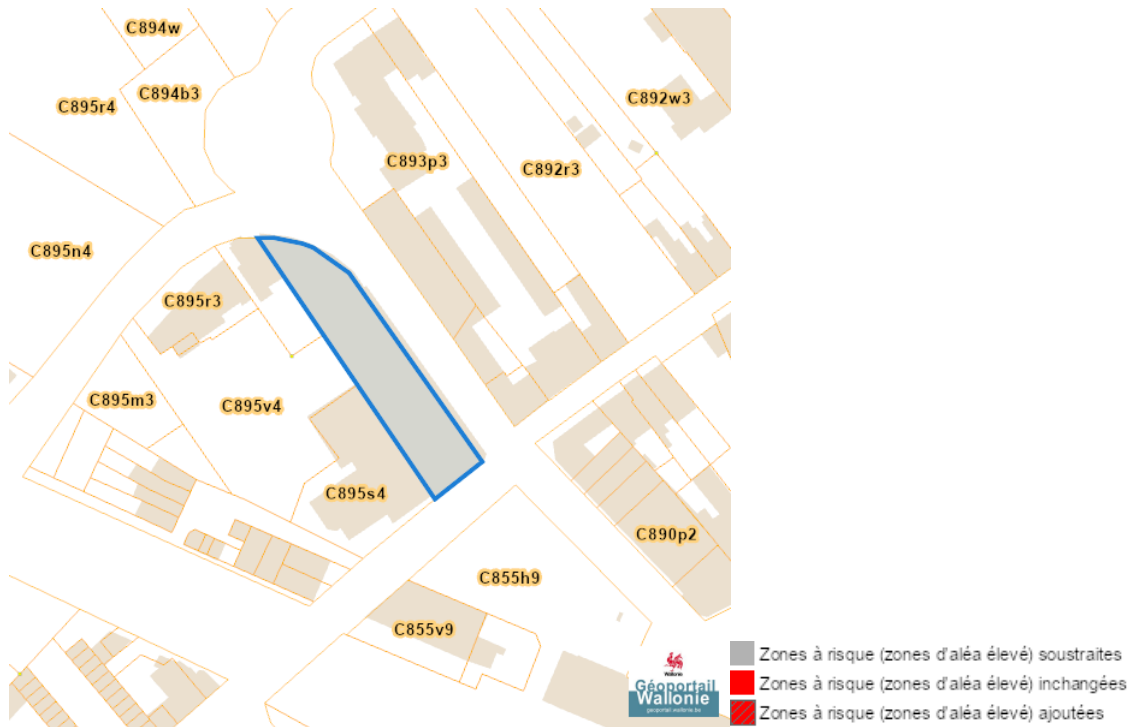 C894w
C894b3
C895r4
C892w3
C893p3
C892r3
C895n4
C895r3
C895m3
C895v4
C895s4
C890p2
C855h9
C855v9
Wallonie
Géoportail
Wallonie
geoportail.wallonie.be
Zones à risque (zones d'aléa élevé) soustraites
Zones à risque (zones d'aléa élevé) inchangées
Zones à risque (zones d'aléa élevé) ajoutées